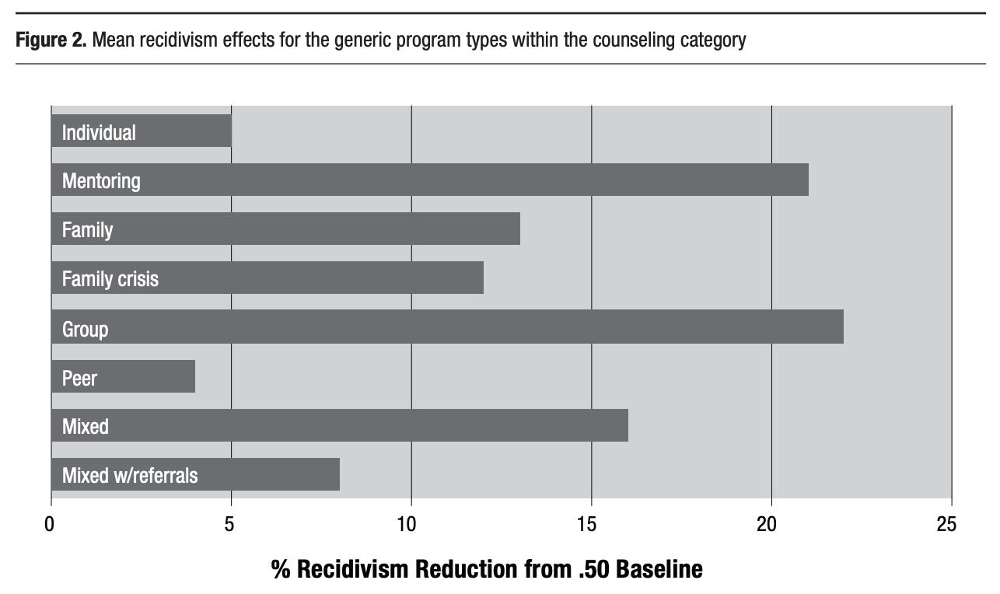 Figure 2. Mean recidivism effects for the generic program types within the counseling category
Individual
Mentoring
Family
Family crisis
Group
Peer
Mixed
Mixed w/referrals
0 5 10 15 20 25
% Recidivism Reduction from .50 Baseline